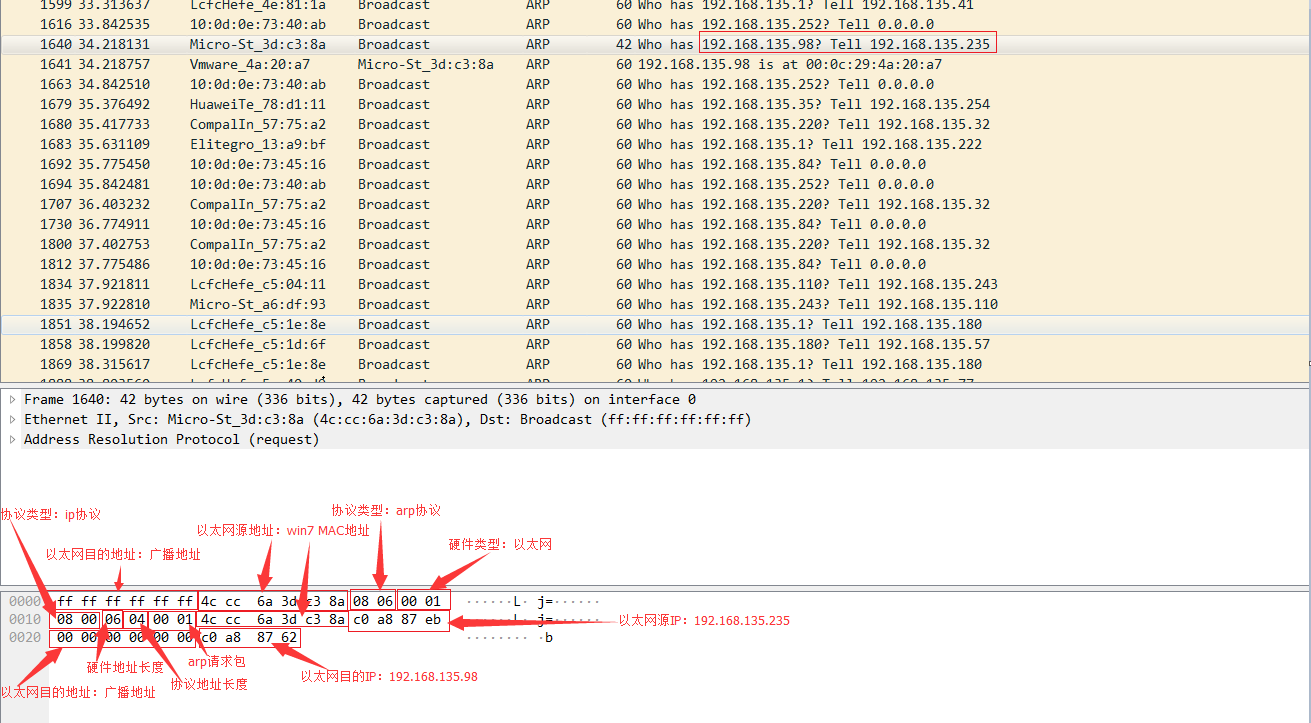 1599 33.313637 LcfcHefe_4e:81:1a Broadcast ARP 60 Who has 192.168.135.1? Tell 192.168.135.41
1616 33.842535 10:0d:0e:73:40:ab Broadcast ARP 60 Who has 192.168.135.252? Tell 0.0.0.0
1640 34.218131 Micro-St_3d:c3:8a Broadcast ARP 42 Who has 192.168.135.98? Tell 192.168.135.235
1641 34.218757 Vmware_4a:20:a7 Micro-St_3d:c3:8a ARP 60 192.168.135.98 is at 00:0c:29:4a:20:a7
1663 34.842510 10:0d:0e:73:40:ab Broadcast ARP 60 Who has 192.168.135.252? Tell 0.0.0.0
1679 35.376492 HuaweiTe_78:d1:11 Broadcast ARP 60 Who has 192.168.135.35? Tell 192.168.135.254
1680 35.417733 CompalIn_57:75:a2 Broadcast ARP 60 Who has 192.168.135.220? Tell 192.168.135.32
1683 35.631109 Elitegro_13:a9:bf Broadcast ARP 60 Who has 192.168.135.1? Tell 192.168.135.222
1692 35.775450 10:0d:0e:73:45:16 Broadcast ARP 60 Who has 192.168.135.84? Tell 0.0.0.0
1694 35.842481 10:0d:0e:73:40:ab Broadcast ARP 60 Who has 192.168.135.252? Tell 0.0.0.0
1707 36.403232 CompalIn_57:75:a2 Broadcast ARP 60 Who has 192.168.135.220? Tell 192.168.135.32
1730 36.774911 10:0d:0e:73:45:16 Broadcast ARP 60 Who has 192.168.135.84? Tell 0.0.0.0
1800 37.402753 CompalIn_57:75:a2 Broadcast ARP 60 Who has 192.168.135.220? Tell 192.168.135.32
1812 37.775486 10:0d:0e:73:45:16 Broadcast ARP 60 Who has 192.168.135.84? Tell 0.0.0.0
1834 37.921811 LcfcHefe_c5:04:11 Broadcast ARP 60 Who has 192.168.135.110? Tell 192.168.135.243
1835 37.922810 Micro-St_a6:df:93 Broadcast ARP 60 Who has 192.168.135.243? Tell 192.168.135.110
1851 38.194652 LcfcHefe_c5:1e:8e Broadcast ARP 60 Who has 192.168.135.1? Tell 192.168.135.180
1858 38.199820 LcfcHefe_c5:1d:6f Broadcast ARP 60 Who has 192.168.135.180? Tell 192.168.135.57
1869 38.315617 LcfcHefe_c5:1e:8e Broadcast ARP 60 Who has 192.168.135.1? Tell 192.168.135.180
Frame 1640: 42 bytes on wire (336 bits), 42 bytes captured (336 bits) on interface 0
Ethernet II, Src: Micro-St_3d:c3:8a (4c:cc:6a:3d:c3:8a), Dst: Broadcast (ff:ff:ff:ff:ff:ff)
Address Resolution Protocol (request)
协议类型：ip协议
协议类型：arp协议
以太网源地址：win7 MAC地址
硬件类型：以太网
以太网目的地址：广播地址
0000 ff ff ff ff ff ff 4c cc 6a 3d c3 8a 08 06 00 01 ······L· j=······
0010 08 00 06 04 00 01 4c cc 6a 3d c3 8a c0 a8 87 eb ······L· j=······
0020 00 00 00 00 00 00 c0 a8 87 62 ········ ·b
以太网源IP：192.168.135.235
硬件地址长度
arp请求包
以太网目的IP：192.168.135.98
协议地址长度
以太网目的地址：广播地址